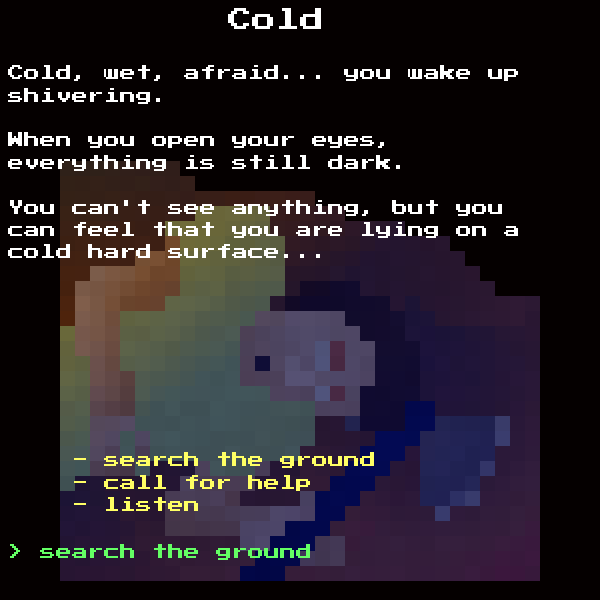 Cold
Cold, wet, afraid... you wake up
shivering.
When you open your eyes,
everything is still dark.
You can't see anything, but you
can feel that you are lying on a
cold hard surface...
- search the ground
- call for help
- listen
> search the ground